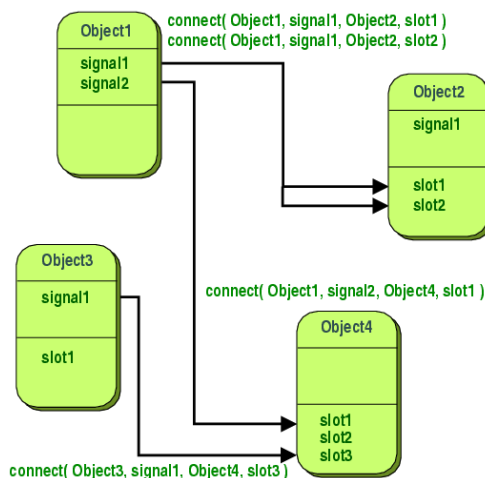 Object1
signal1
signal2
connect( Object1, signal1, Object2, slot1 )
connect( Object1, signal1, Object2, slot2 )
Object2
signal1
slot1
slot2
Object3
signal1
slot1
connect( Object1, signal2, Object4, slot1 )
Object4
slot1
slot2
slot3
connect( Object3, signal1, Object4, slot3 )